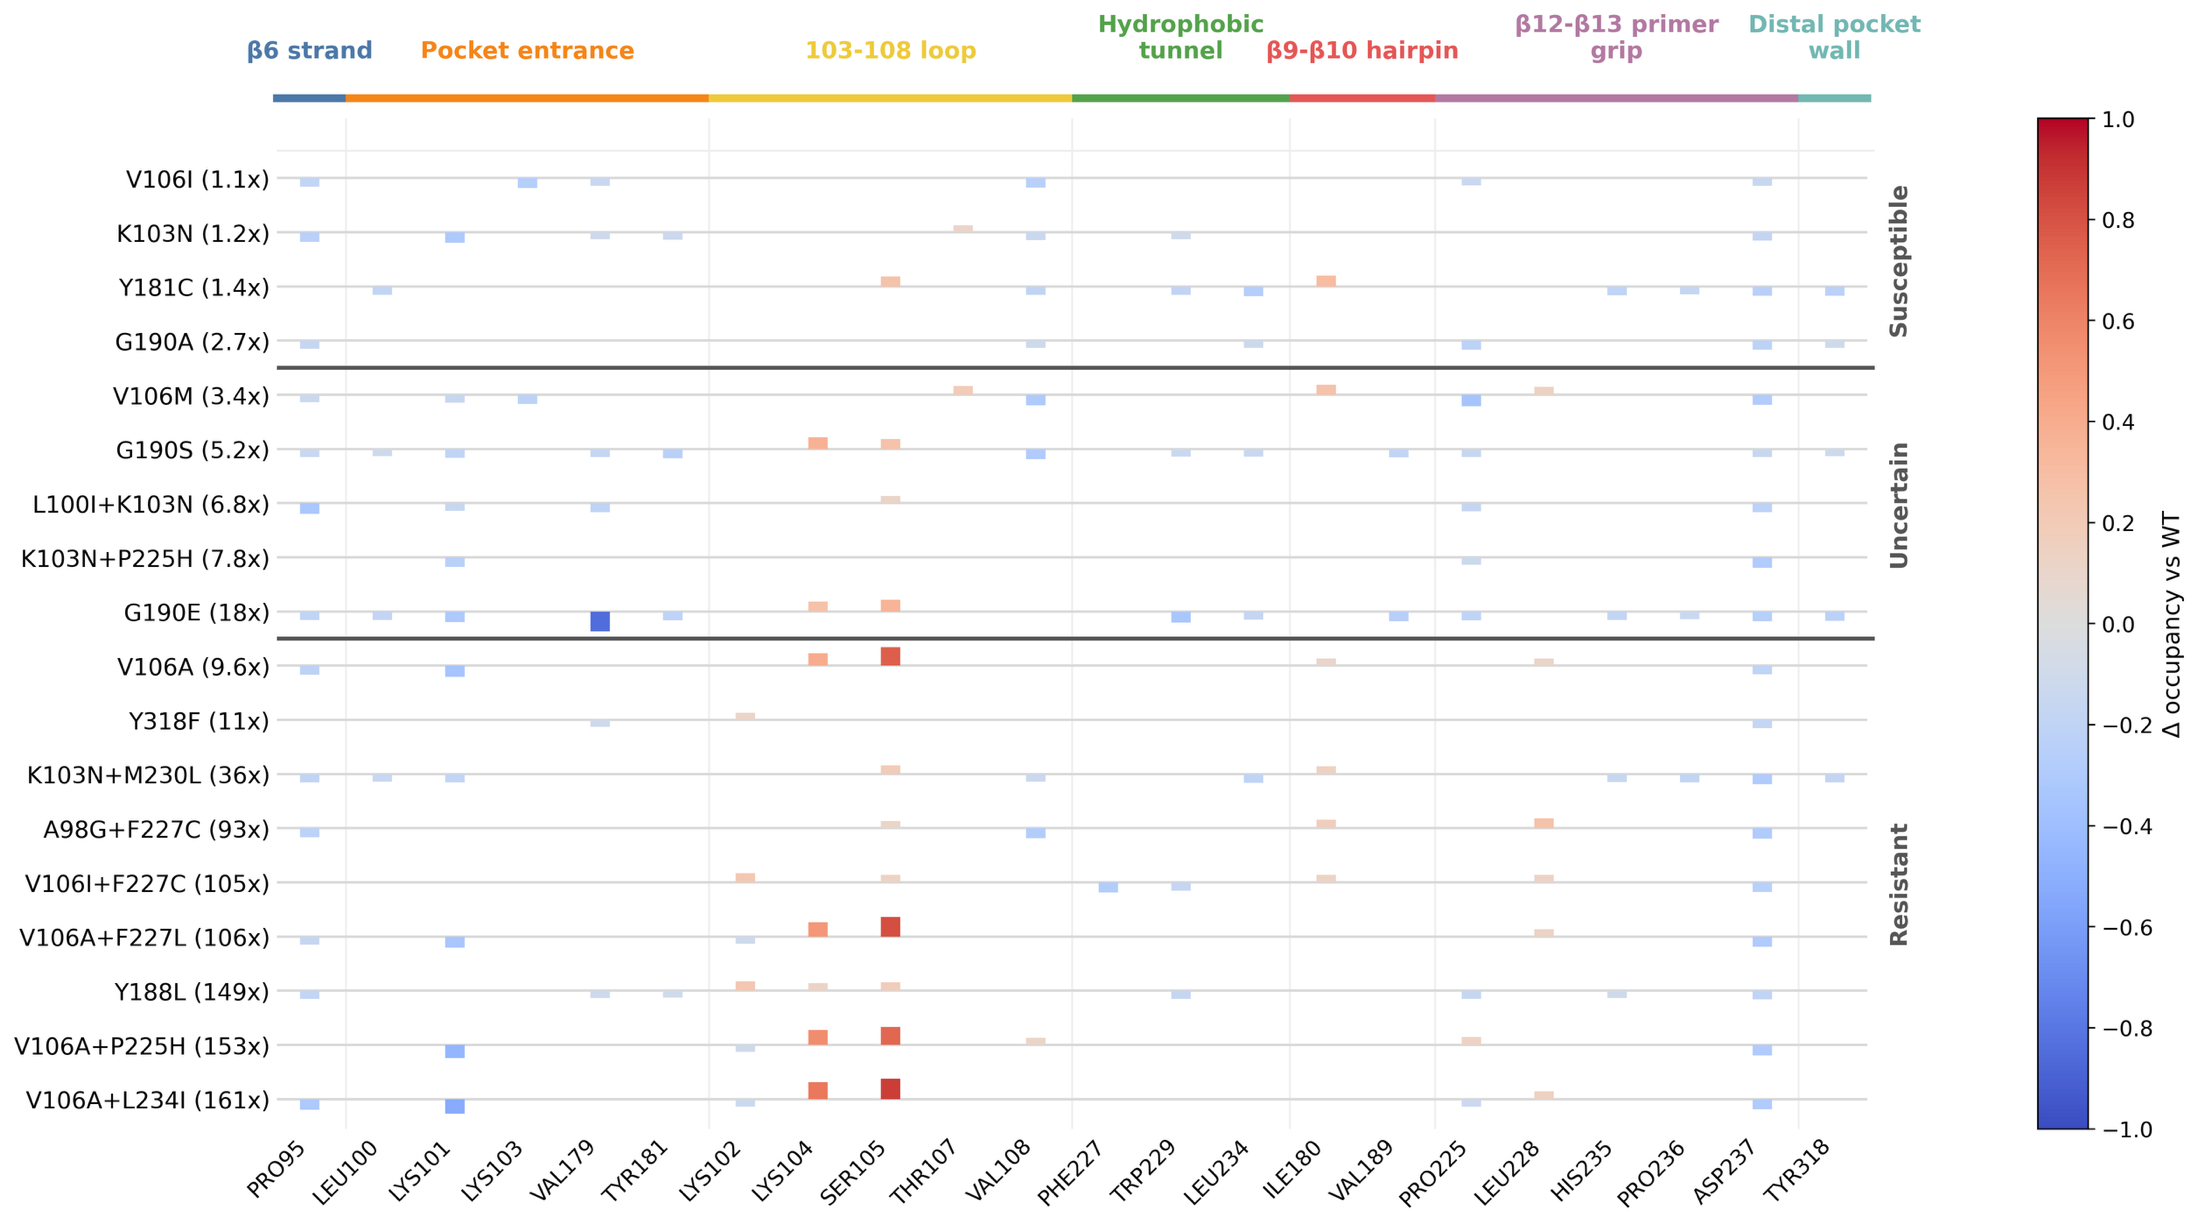 Hydrophobic
tunnel
β12-β13 primer
grip
Distal pocket
wall
β6 strand
Pocket entrance
103-108 loop
β9-β10 hairpin
V106I (1.1x)
K103N (1.2x)
Y181C (1.4x)
G190A (2.7x)
V106M (3.4x)
G190S (5.2x)
L100I+K103N (6.8x)
K103N+P225H (7.8x)
G190E (18x)
V106A (9.6x)
Y318F (11x)
K103N+M230L (36x)
A98G+F227C (93x)
V106I+F227C (105x)
V106A+F227L (106x)
Y188L (149x)
V106A+P225H (153x)
V106A+L234I (161x)
Susceptible
Uncertain
Resistant
PRO95
LEU100
LYS101
LYS103
VAL179
TYR181
LYS102
LYS104
SER105
THR107
VAL108
PHE227
TRP229
LEU234
ILE180
VAL189
PRO225
LEU228
HIS235
PRO236
ASP237
TYR318
1.0
0.8
0.6
0.4
0.2
0.0
−0.2
−0.4
−0.6
−0.8
−1.0
Δ occupancy vs WT